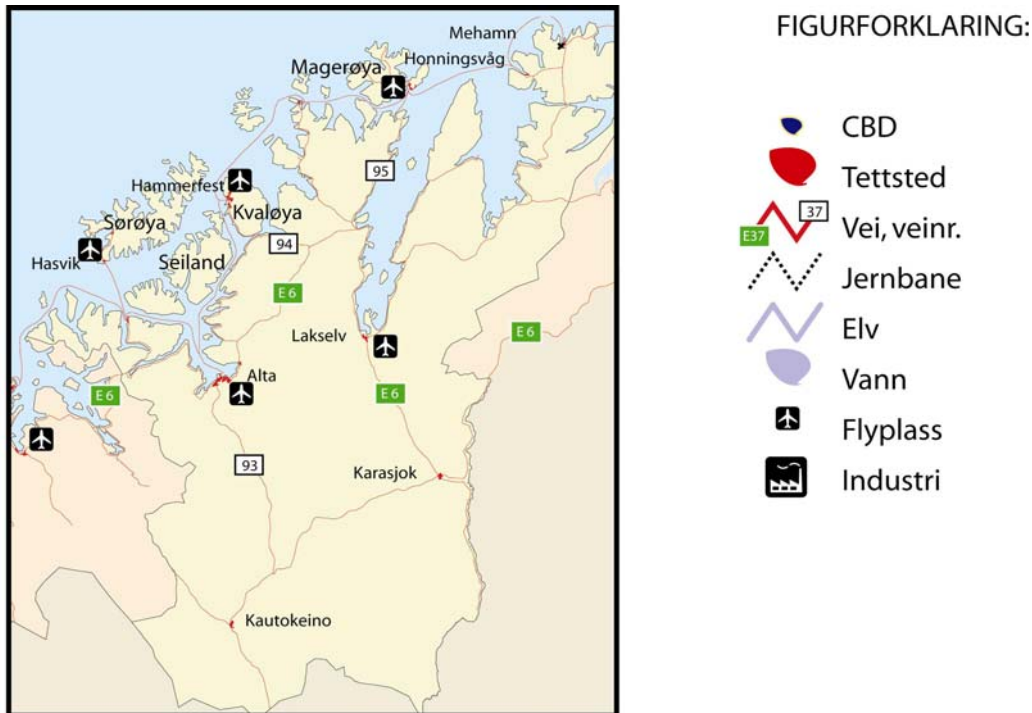 Mehamn
Honningsvåg
Magerøya
95
Hammerfest
Kvaløya
Sørøya
94
Hasvik
Seiland
E 6
E 6
Lakselv
Alta
E 6
E 6
93
Karasjok
Kautokeino
FIGURFORKLARING:
CBD
Tettsted
37
E37
Vei, veinr.
Jernbane
Elv
Vann
Flyplass
Industri